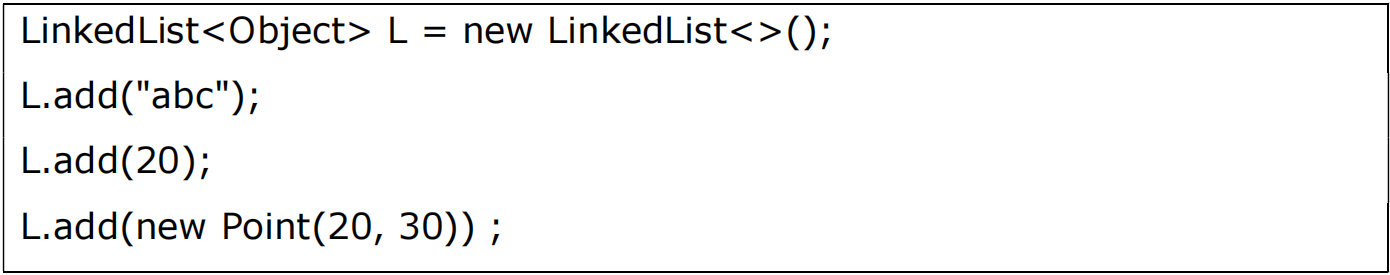 LinkedList<Object> L = new LinkedList<>();
L.add("abc");
L.add(20);
L.add(new Point(20, 30)) ;